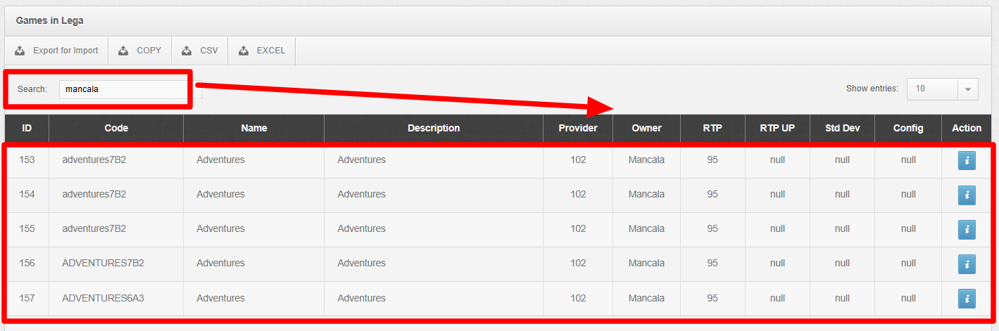 Games in Lega
Export for Import COPY CSV EXCEL
Search: mancala Show entries: 10
ID Code Name Description Provider Owner RTP RTP UP Std Dev Config Action
153 adventures7B2 Adventures Adventures 102 Mancala 95 null null null i
154 adventures7B2 Adventures Adventures 102 Mancala 95 null null null i
155 adventures7B2 Adventures Adventures 102 Mancala 95 null null null i
156 ADVENTURES7B2 Adventures Adventures 102 Mancala 95 null null null i
157 ADVENTURES6A3 Adventures Adventures 102 Mancala 95 null null null i